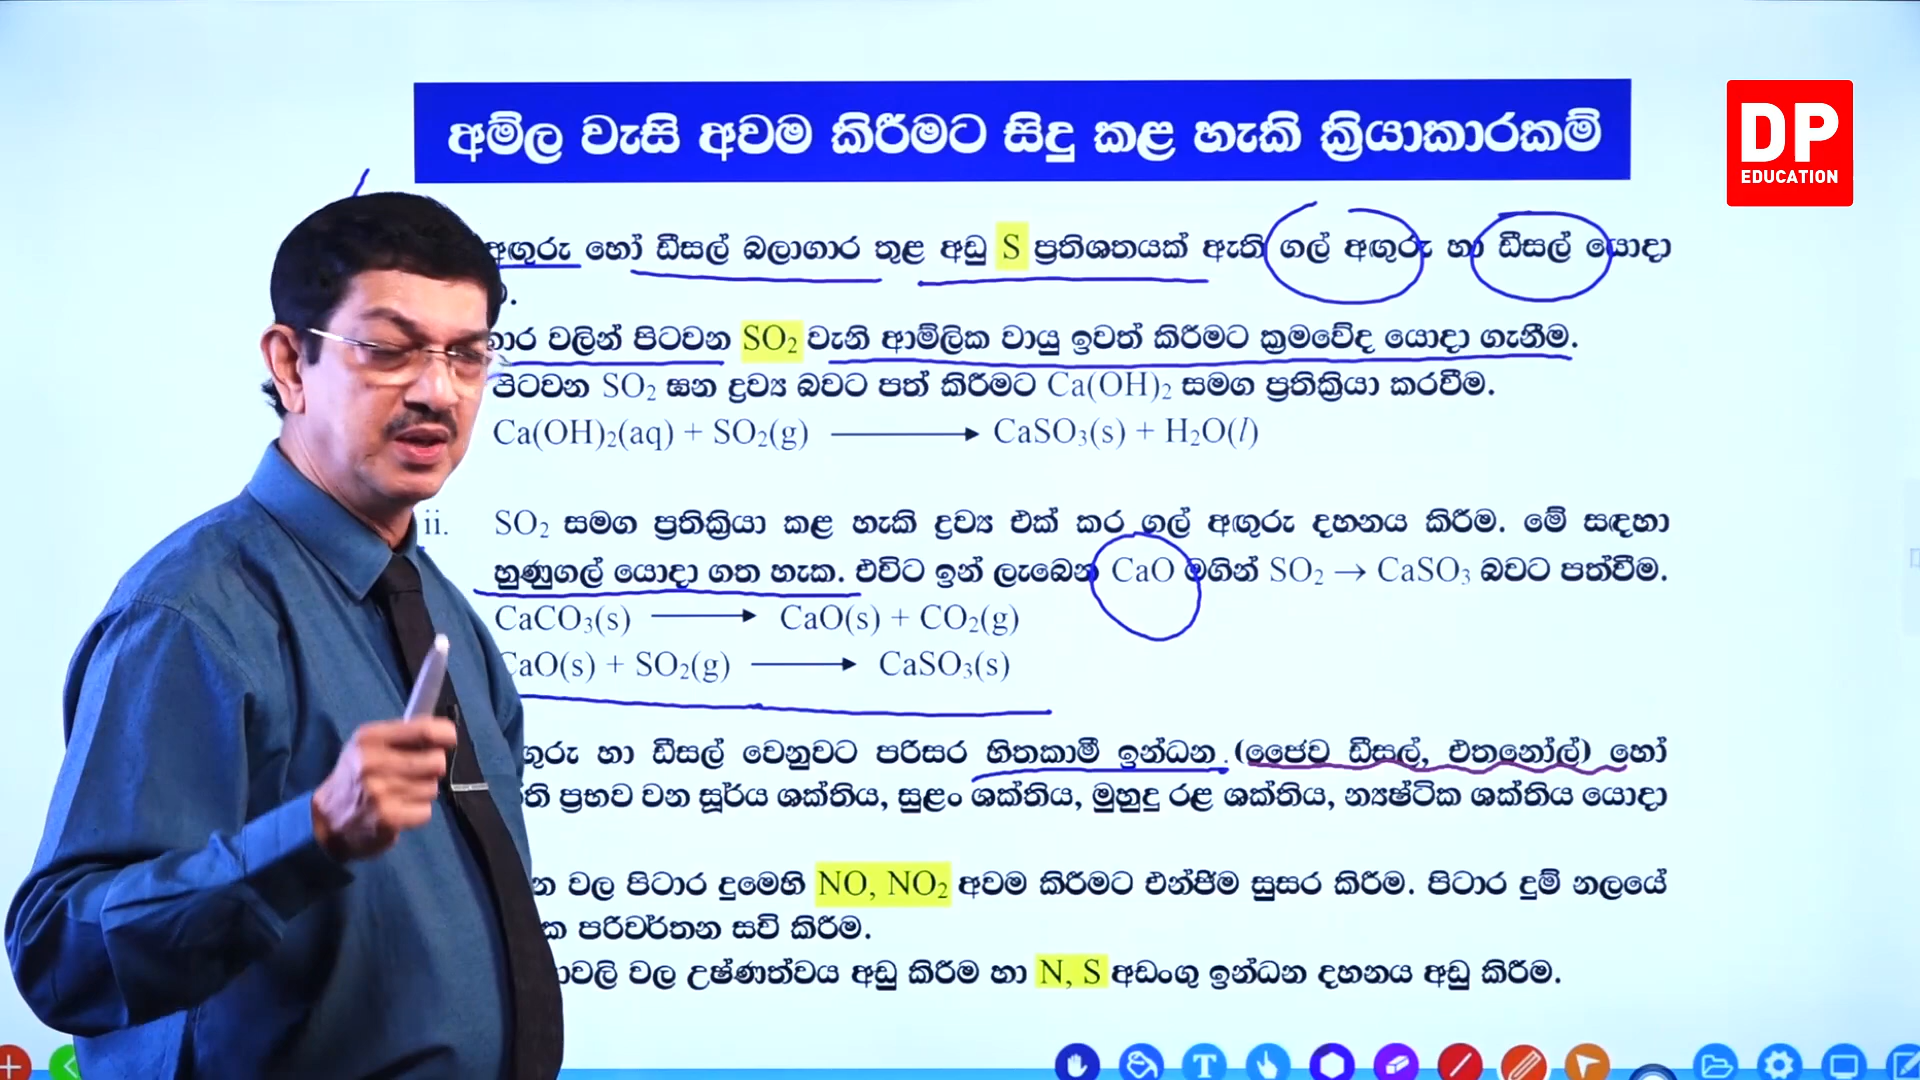 අම්ල වැසි අවම කිරීමට සිදු කළ හැකි ක්‍රියාකාරකම්
DP
EDUCATION
අඟුරු හෝ ඩීසල් බලාගාර තුළ අඩු S ප්‍රතිශතයක් ඇති ගල් අඟුරු හා ඩීසල් යොදා
වලින් පිටවන SO₂ වැනි ආම්ලික වායු ඉවත් කිරීමට ක්‍රමවේද යොදා ගැනීම.
පිටවන SO₂ ඝන ද්‍රව්‍ය බවට පත් කිරීමට Ca(OH)₂ සමග ප්‍රතික්‍රියා කරවීම.
Ca(OH)₂(aq) + SO₂(g) ⟶ CaSO₃(s) + H₂O(l)
ii. SO₂ සමග ප්‍රතික්‍රියා කළ හැකි ද්‍රව්‍ය එක් කර ගල් අඟුරු දහනය කිරීම. මේ සඳහා
හුණුගල් යොදා ගත හැක. එවිට ඉන් ලැබෙන CaO මගින් SO₂ → CaSO₃ බවට පත්වීම.
CaCO₃(s) ⟶ CaO(s) + CO₂(g)
CaO(s) + SO₂(g) ⟶ CaSO₃(s)
හා ඩීසල් වෙනුවට පරිසර හිතකාමී ඉන්ධන (ජෛව ඩීසල්, එතනෝල්) හෝ
ප්‍රභව වන සූර්ය ශක්තිය, සුළං ශක්තිය, මුහුදු රළ ශක්තිය, න්‍යෂ්ටික ශක්තිය යොදා
වල පිටාර දුමෙහි NO, NO₂ අවම කිරීමට එන්ජිම සුසර කිරීම. පිටාර දුම් නලයේ
පරිවර්තන සවි කිරීම.
වල උෂ්ණත්වය අඩු කිරීම හා N, S අඩංගු ඉන්ධන දහනය අඩු කිරීම.